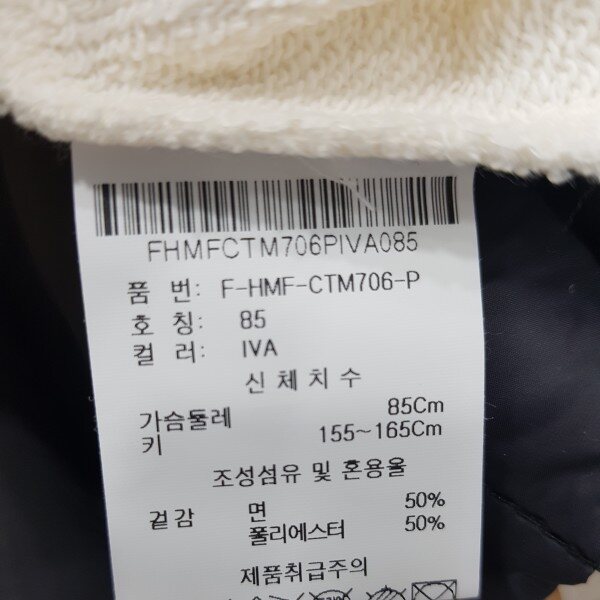 FHMFCTM706PIVA085
품 번: F-HMF-CTM706-P
호 칭: 85
컬 러: IVA
신 체 치 수
가슴둘레 85Cm
키 155~165Cm
조성섬유 및 혼용율
겉감 면 50%
폴리에스터 50%
제품취급주의